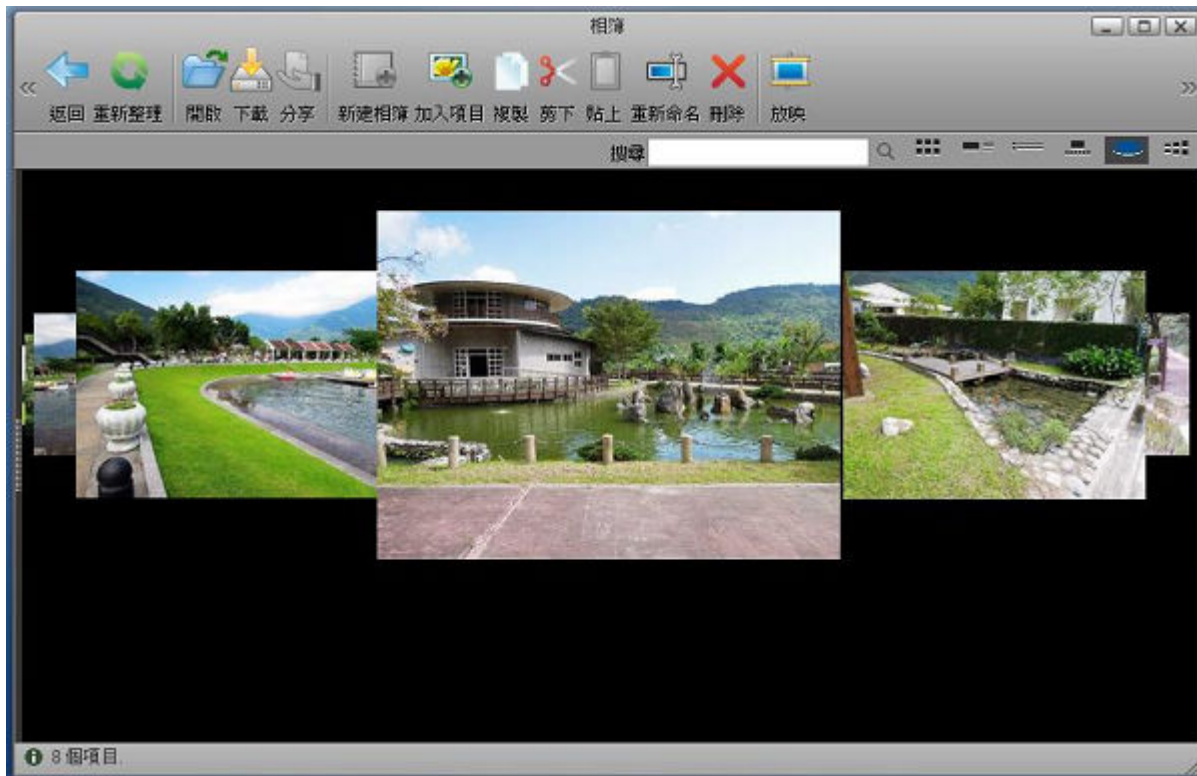 相簿
返回 重新整理 開啟 下載 分享 新建相簿 加入項目 複製 剪下 貼上 重新命名 刪除 放映
搜尋
8 個項目.